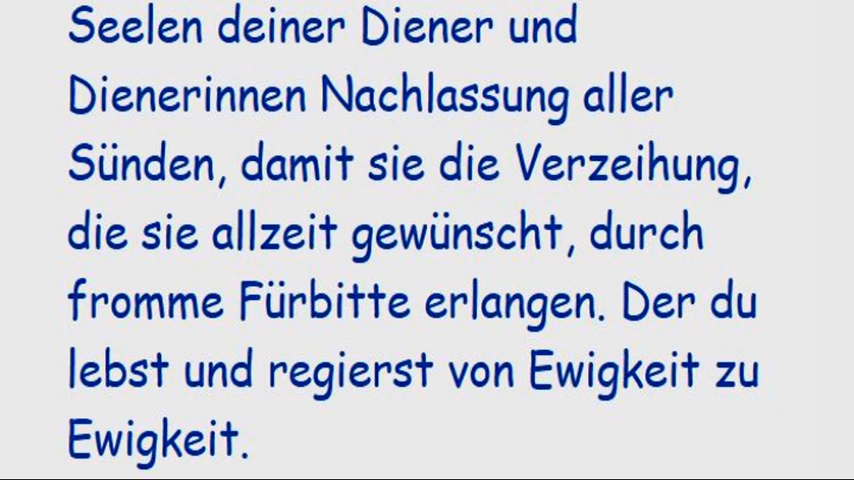 Seelen deiner Diener und
Dienerinnen Nachlassung aller
Sünden, damit sie die Verzeihung,
die sie allzeit gewünscht, durch
fromme Fürbitte erlangen. Der du
lebst und regierst von Ewigkeit zu
Ewigkeit.